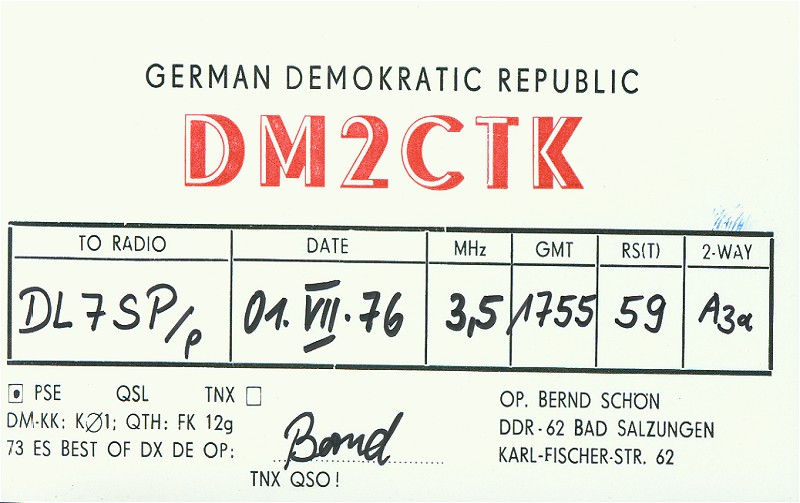 GERMAN DEMOKRATIC REPUBLIC
DM2CTK
TO RADIO DATE MHz GMT RS(T) 2-WAY
DL7SP/p 01. VII. 76 3,5 1755 59 A3a
PSE QSL TNX
DM-KK: KØ1; QTH: FK 12g
73 ES BEST OF DX DE OP: Bernd
TNX QSO!
OP. BERND SCHÖN
DDR-62 BAD SALZUNGEN
KARL-FISCHER-STR. 62